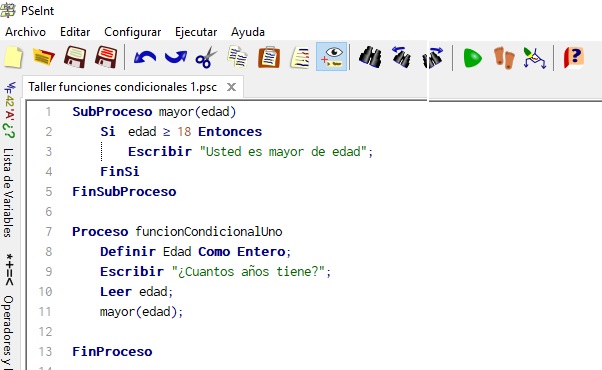 PSeInt
Archivo Editar Configurar Ejecutar Ayuda
Taller funciones condicionales 1.psc X
1 SubProceso mayor(edad)
2 Si edad ≥ 18 Entonces
3 Escribir "Usted es mayor de edad";
4 FinSi
5 FinSubProceso
6
7 Proceso funcionCondicionalUno
8 Definir Edad Como Entero;
9 Escribir "¿Cuantos años tiene?";
10 Leer edad;
11 mayor(edad);
12
13 FinProceso
Lista de Variables
*+=<
Operadores y